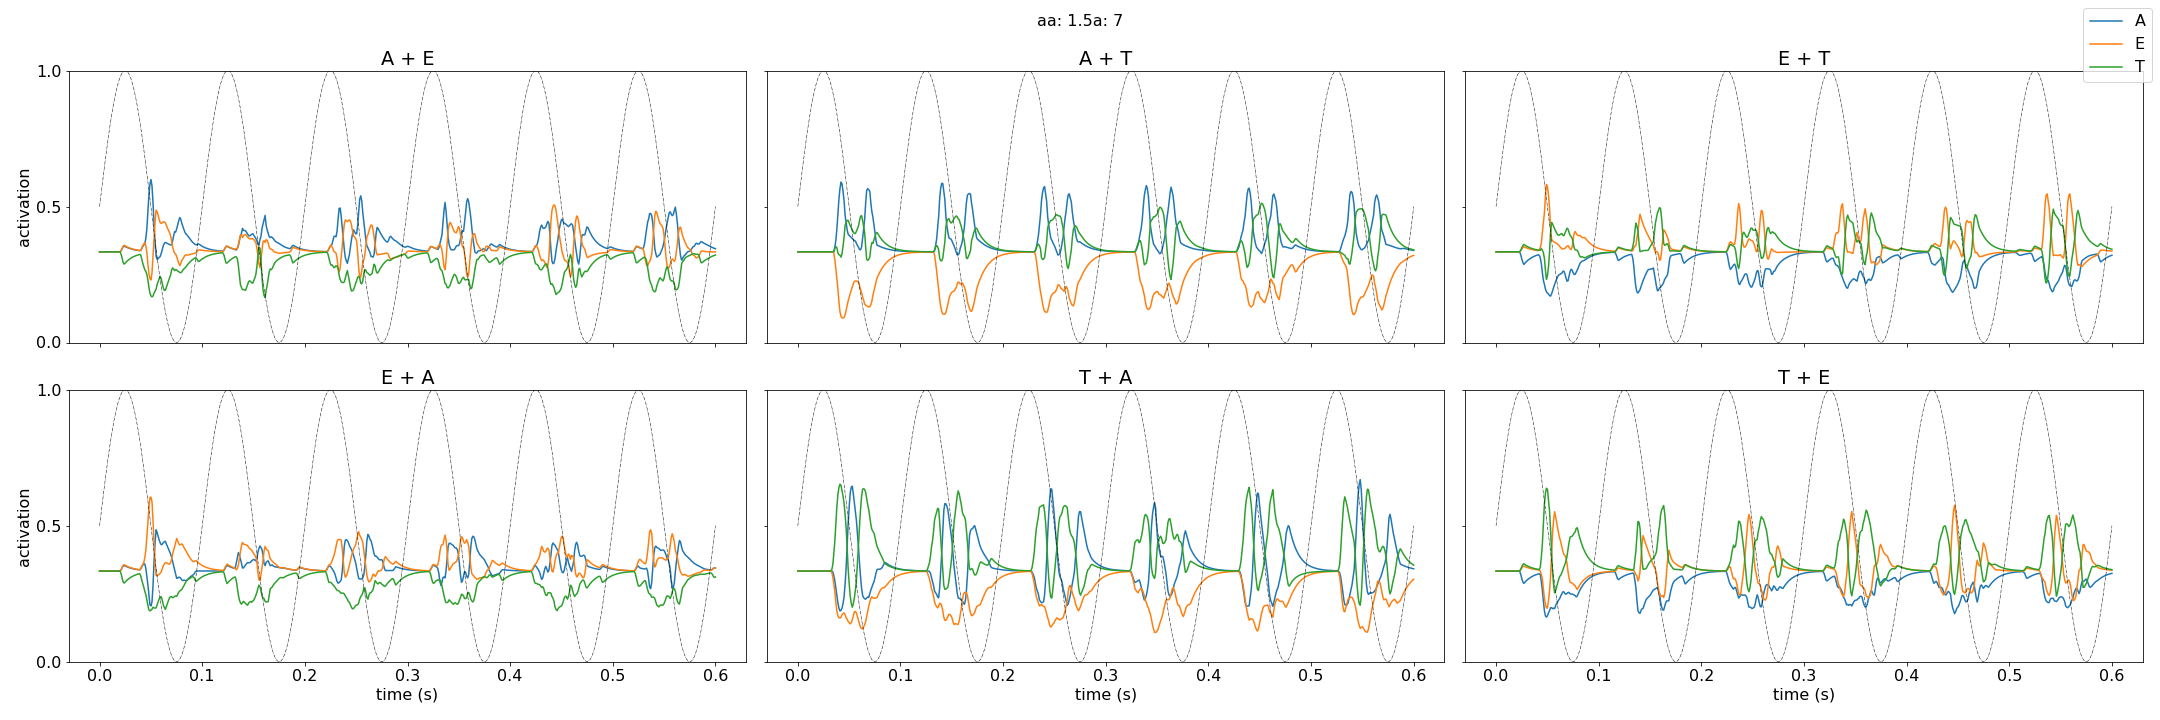 aa: 1.5a: 7
A
E
T
A + E
A + T
E + T
1.0
0.5
0.0
activation
E + A
T + A
T + E
1.0
0.5
0.0
activation
0.0 0.1 0.2 0.3 0.4 0.5 0.6
0.0 0.1 0.2 0.3 0.4 0.5 0.6
0.0 0.1 0.2 0.3 0.4 0.5 0.6
time (s)
time (s)
time (s)